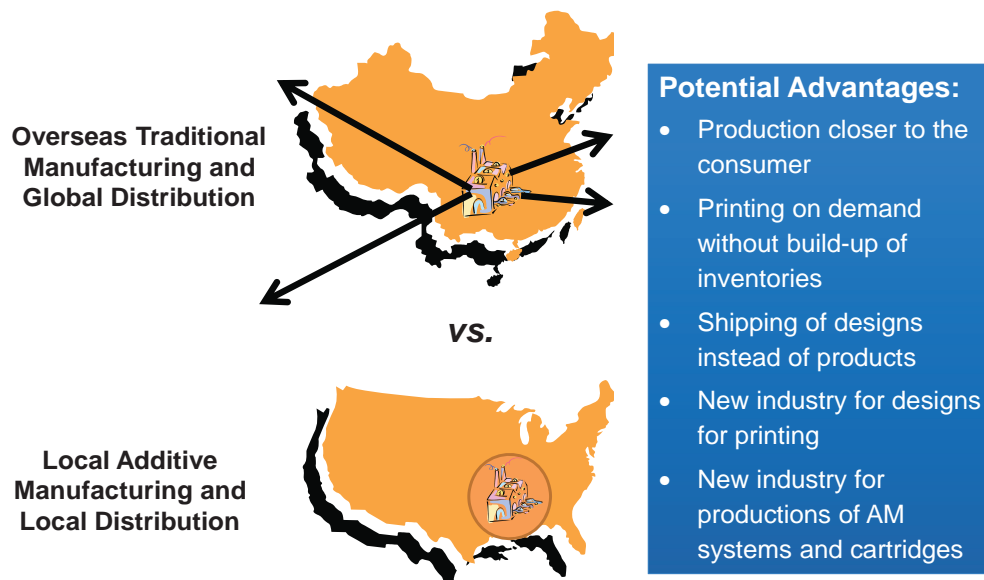 Overseas Traditional
Manufacturing and
Global Distribution
vs.
Local Additive
Manufacturing and
Local Distribution
Potential Advantages:
• Production closer to the
consumer
• Printing on demand
without build-up of
inventories
• Shipping of designs
instead of products
• New industry for designs
for printing
• New industry for
productions of AM
systems and cartridges